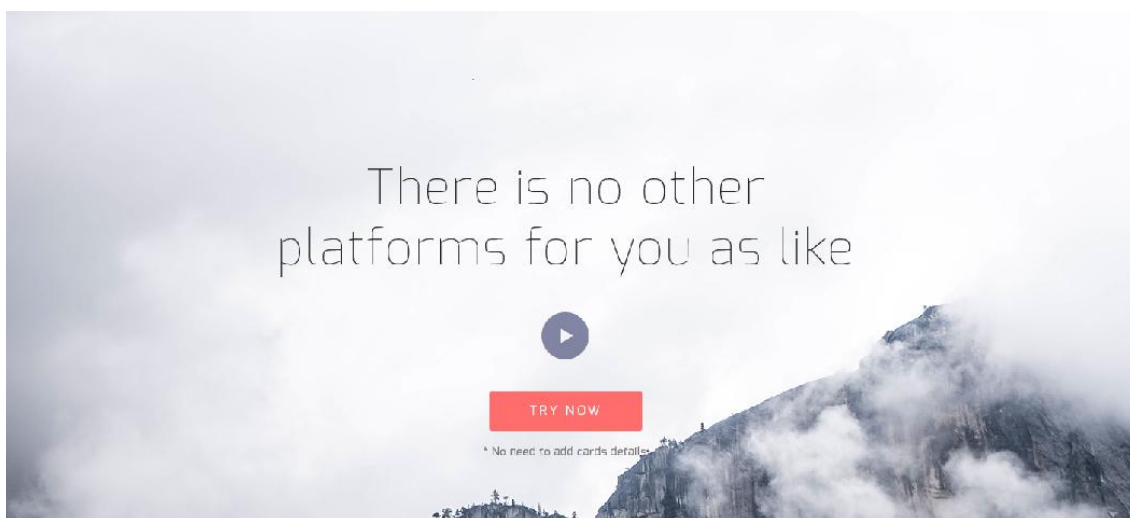 There is no other
platforms for you as like
TRY NOW
* No need to add cards details